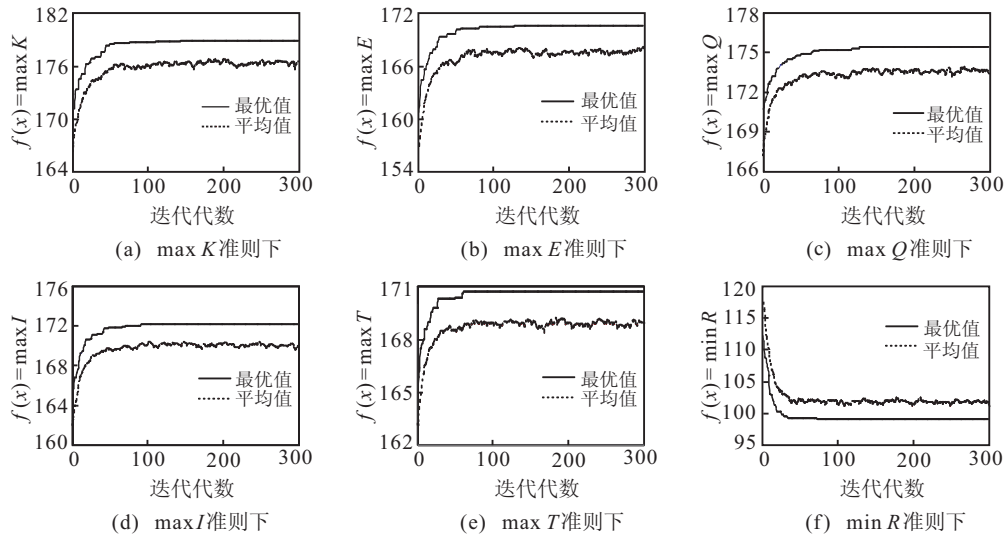 182
176
170
164
f(x)=max K
最优值
平均值
0 100 200 300
迭代代数
(a) max K准则下
172
166
160
154
f(x)=max E
最优值
平均值
0 100 200 300
迭代代数
(b) max E准则下
178
175
172
169
166
f(x)=max Q
最优值
平均值
0 100 200 300
迭代代数
(c) max Q准则下
176
172
168
164
160
f(x)=maxI
最优值
平均值
0 100 200 300
迭代代数
(d) maxI准则下
171
168
165
162
f(x)=max T
最优值
平均值
0 100 200 300
迭代代数
(e) max T准则下
120
115
110
105
100
95
f(x)=min R
最优值
平均值
0 100 200 300
迭代代数
(f) min R准则下